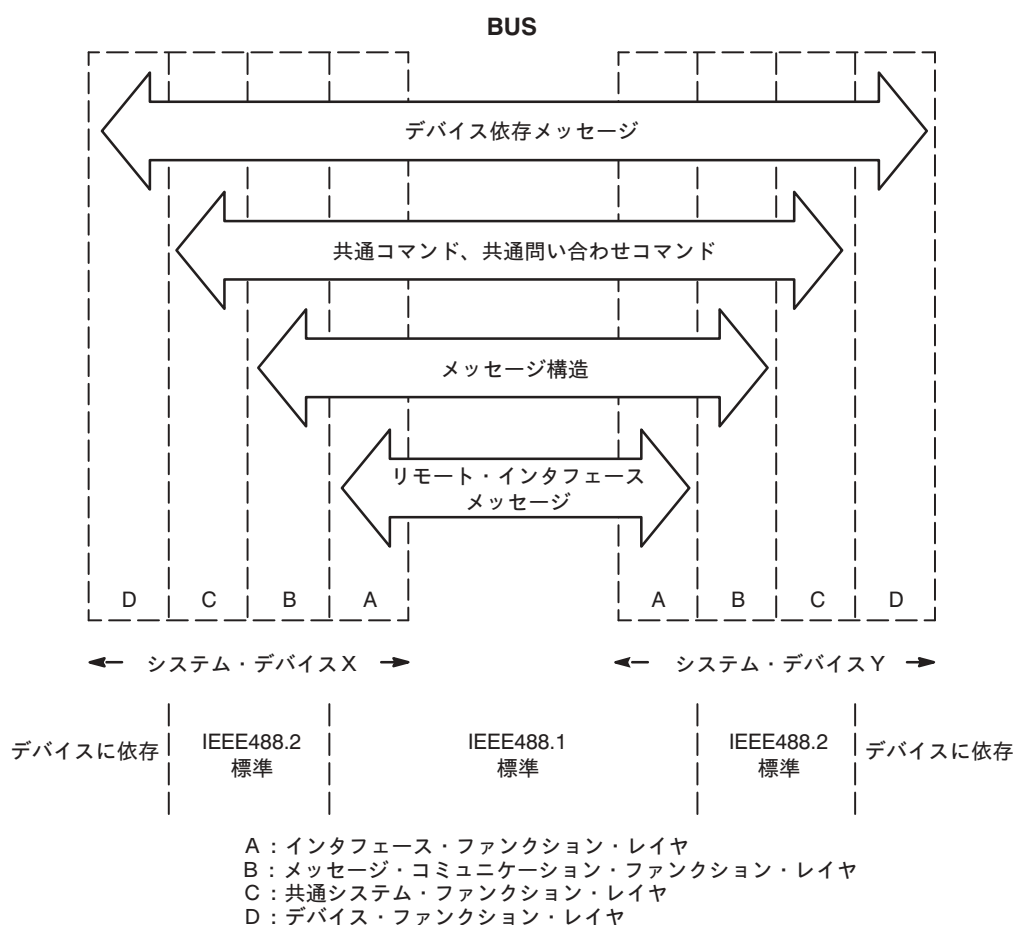 BUS
デバイス依存メッセージ
共通コマンド、共通問い合わせコマンド
メッセージ構造
リモート・インタフェース
メッセージ
D C B A A B C D
システム・デバイスX システム・デバイスY
デバイスに依存 IEEE488.2 IEEE488.1 IEEE488.2 デバイスに依存
標準 標準 標準
A：インタフェース・ファンクション・レイヤ
B：メッセージ・コミュニケーション・ファンクション・レイヤ
C：共通システム・ファンクション・レイヤ
D：デバイス・ファンクション・レイヤ